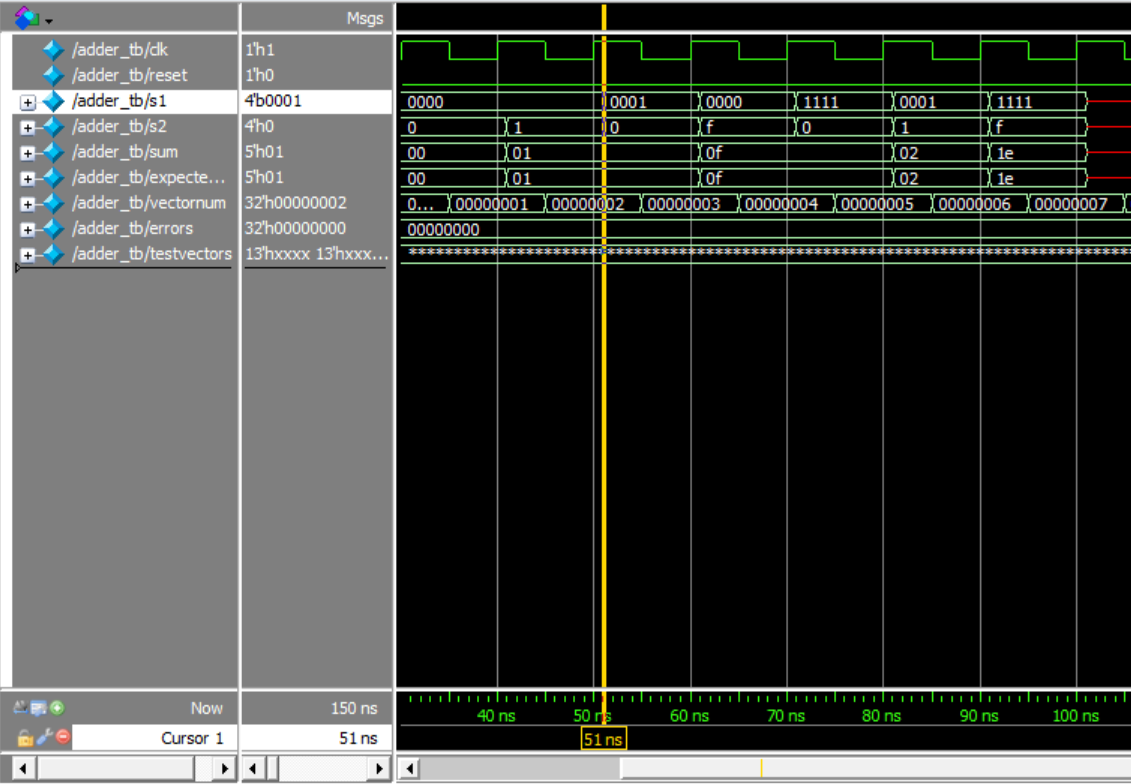 Msgs
/adder_tb/clk 1'h1
/adder_tb/reset 1'h0
/adder_tb/s1 4'b0001 0000 0001 0000 1111 0001 1111
/adder_tb/s2 4'h0 0 1 0 f 0 1 f
/adder_tb/sum 5'h01 00 01 0f 02 1e
/adder_tb/expecte... 5'h01 00 01 0f 02 1e
/adder_tb/vectornum 32'h00000002 0... 00000001 00000002 00000003 00000004 00000005 00000006 00000007
/adder_tb/errors 32'h00000000 00000000
/adder_tb/testvectors 13'hxxxx 13'hxxx...
Now 150 ns 40 ns 50 ns 60 ns 70 ns 80 ns 90 ns 100 ns
Cursor 1 51 ns 51 ns